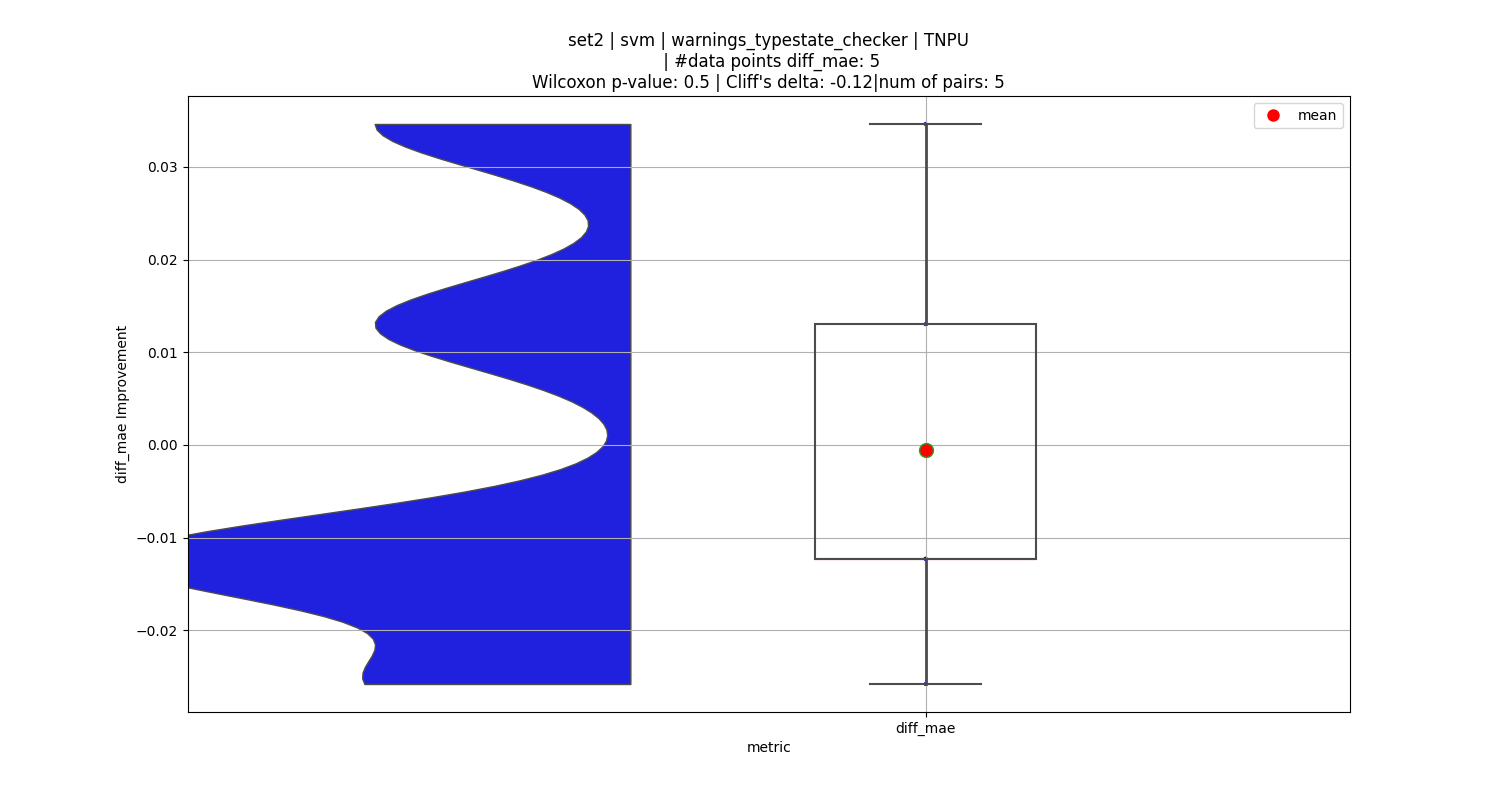 set2 | svm | warnings_typestate_checker | TNPU
| #data points diff_mae: 5
Wilcoxon p-value: 0.5 | Cliff's delta: -0.12|num of pairs: 5
mean
0.03
0.02
0.01
0.00
−0.01
−0.02
diff_mae Improvement
diff_mae
metric